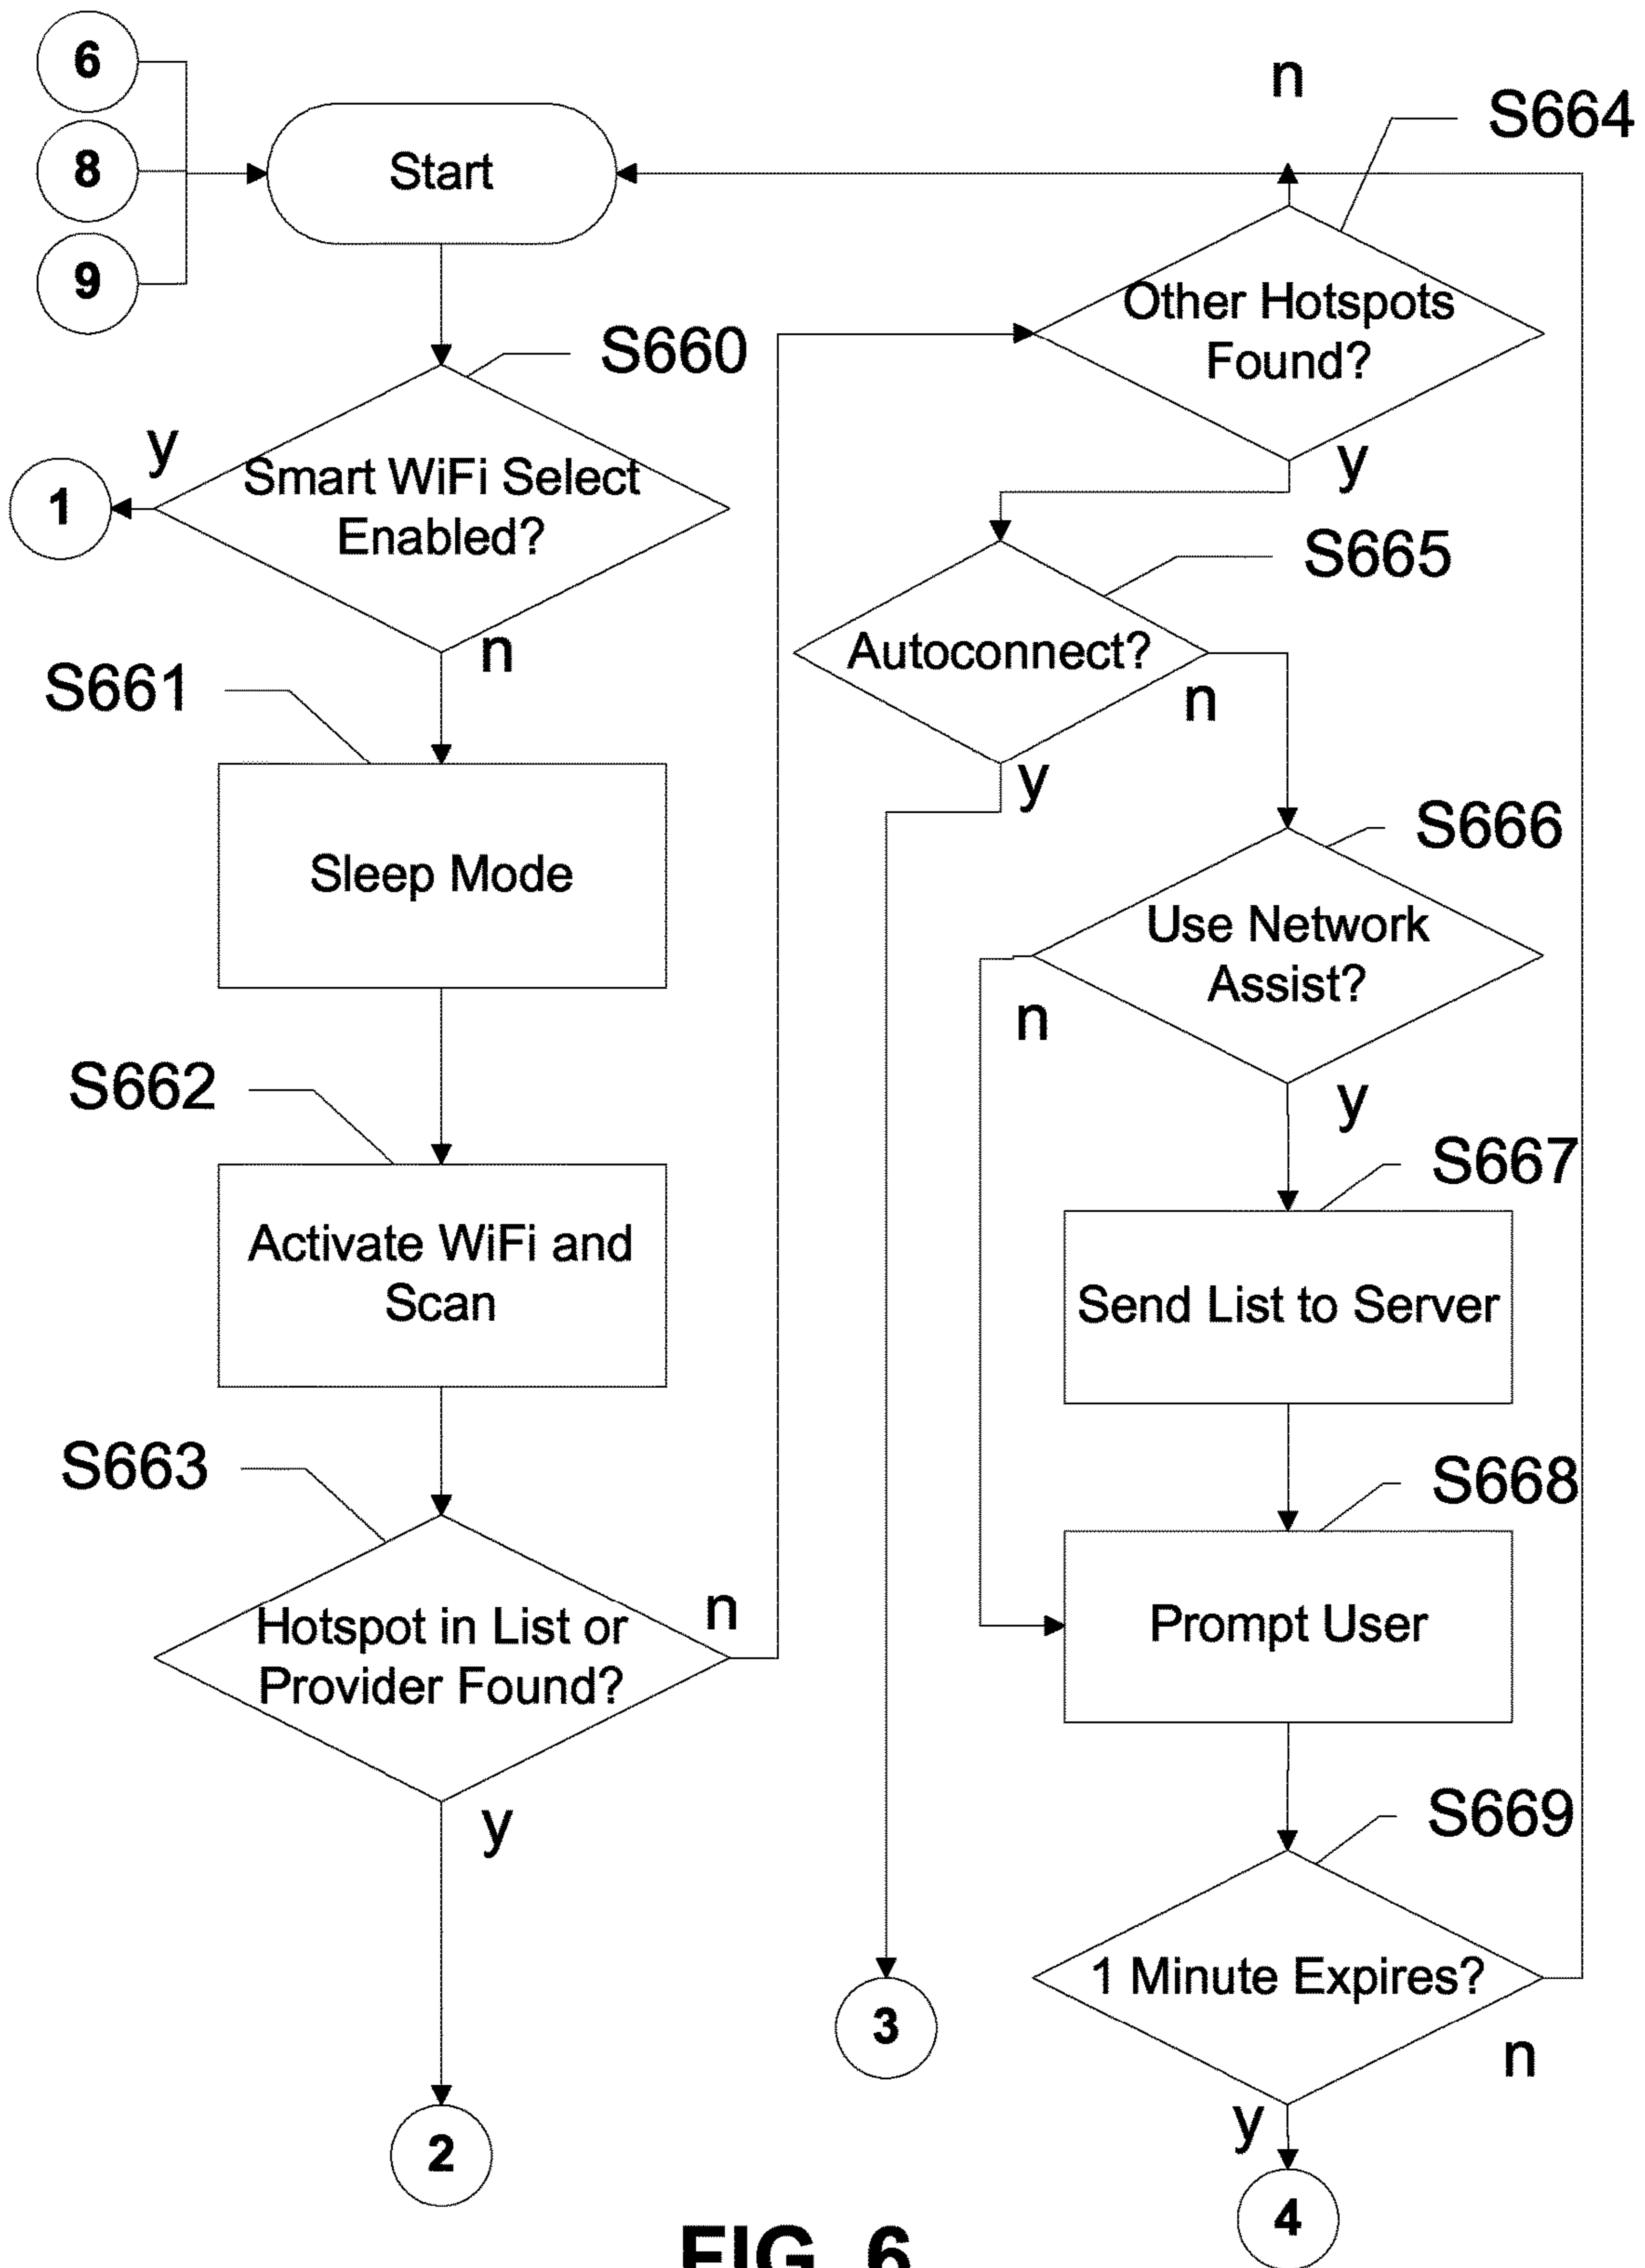 6
8
9
Start
S660
y
1
Smart WiFi Select
Enabled?
n
S661
Sleep Mode
S662
Activate WiFi and
Scan
S663
Hotspot in List or
Provider Found?
n
y
2
n
S664
Other Hotspots
Found?
y
S665
Autoconnect?
n
y
S666
Use Network
Assist?
n
y
S667
Send List to Server
S668
Prompt User
S669
1 Minute Expires?
n
y
3
4
FIG. 6